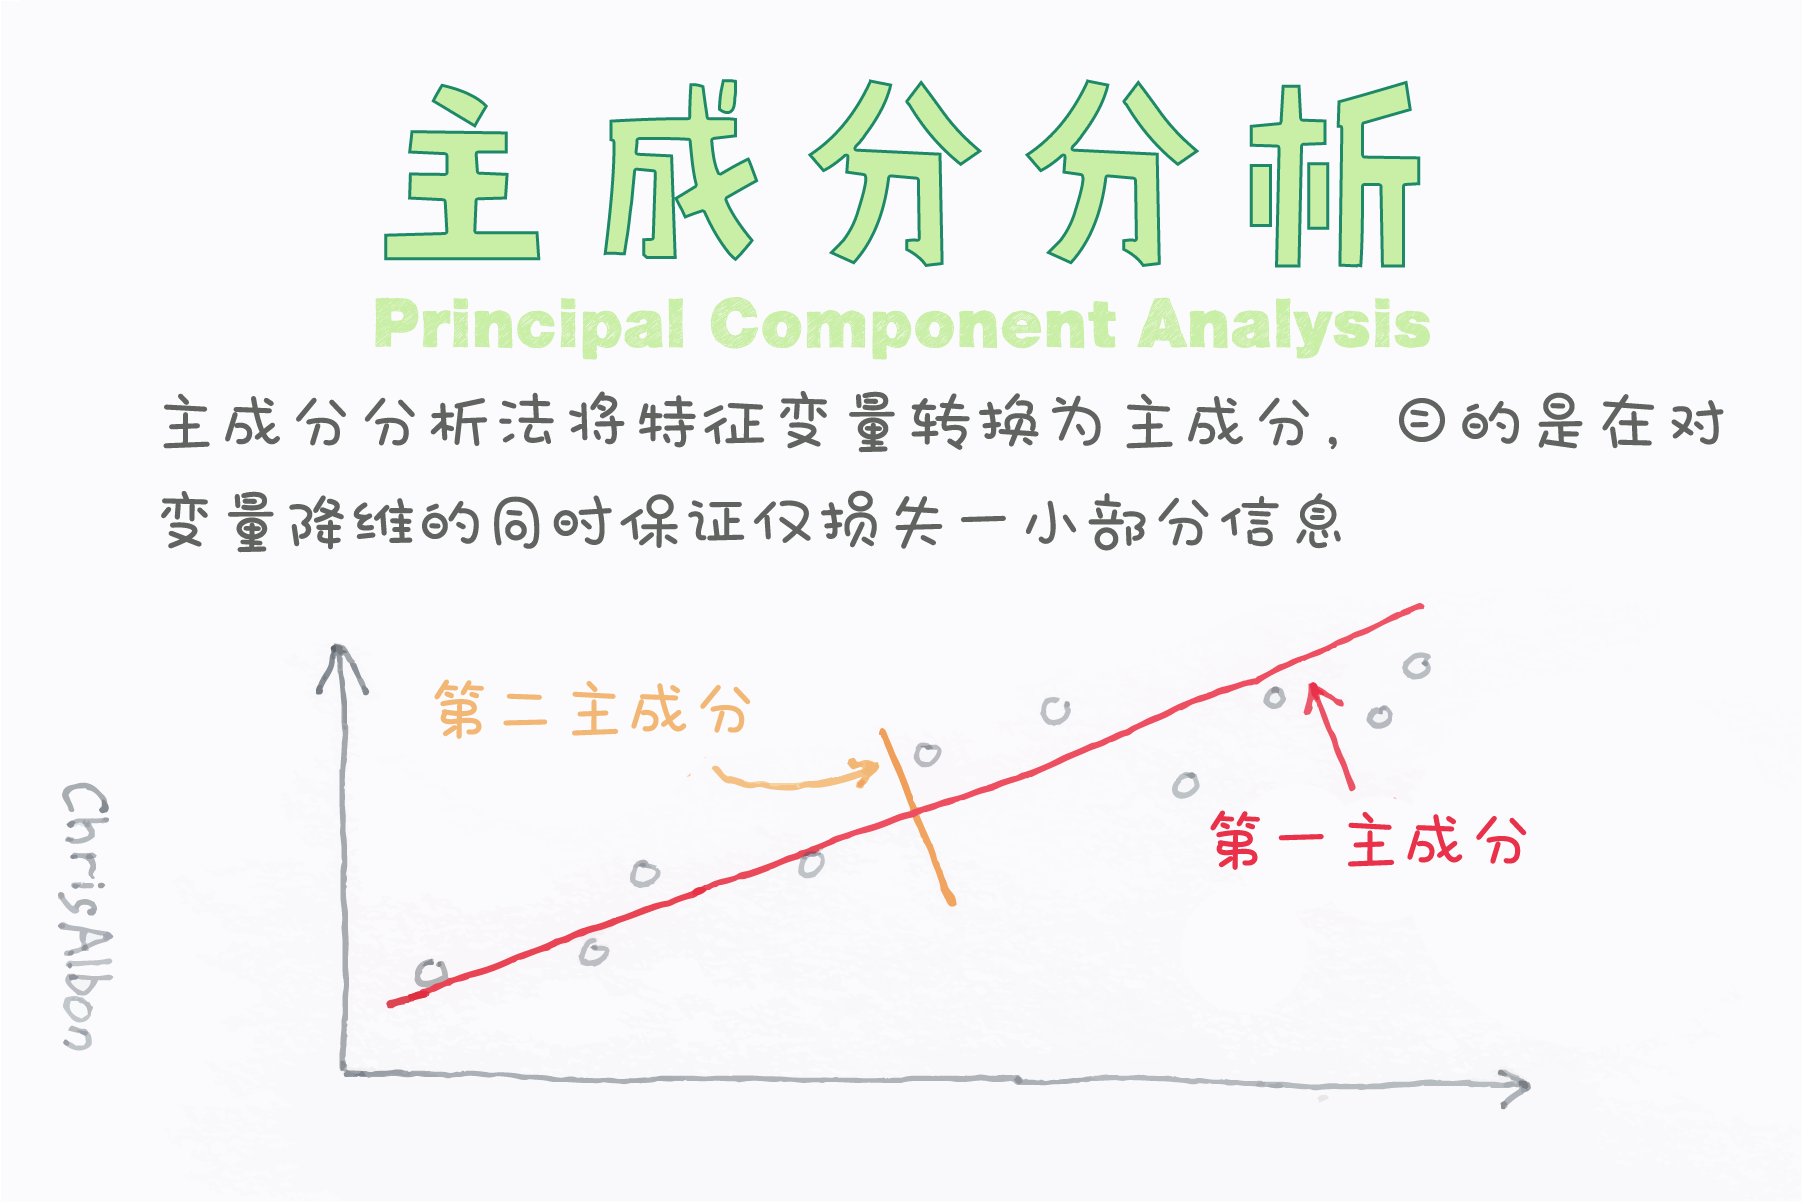 主成分分析
Principal Component Analysis
主成分分析法将特征变量转换为主成分，目的是在对
变量降维的同时保证仅损失一小部分信息
第二主成分
第一主成分
ChrisAlbon